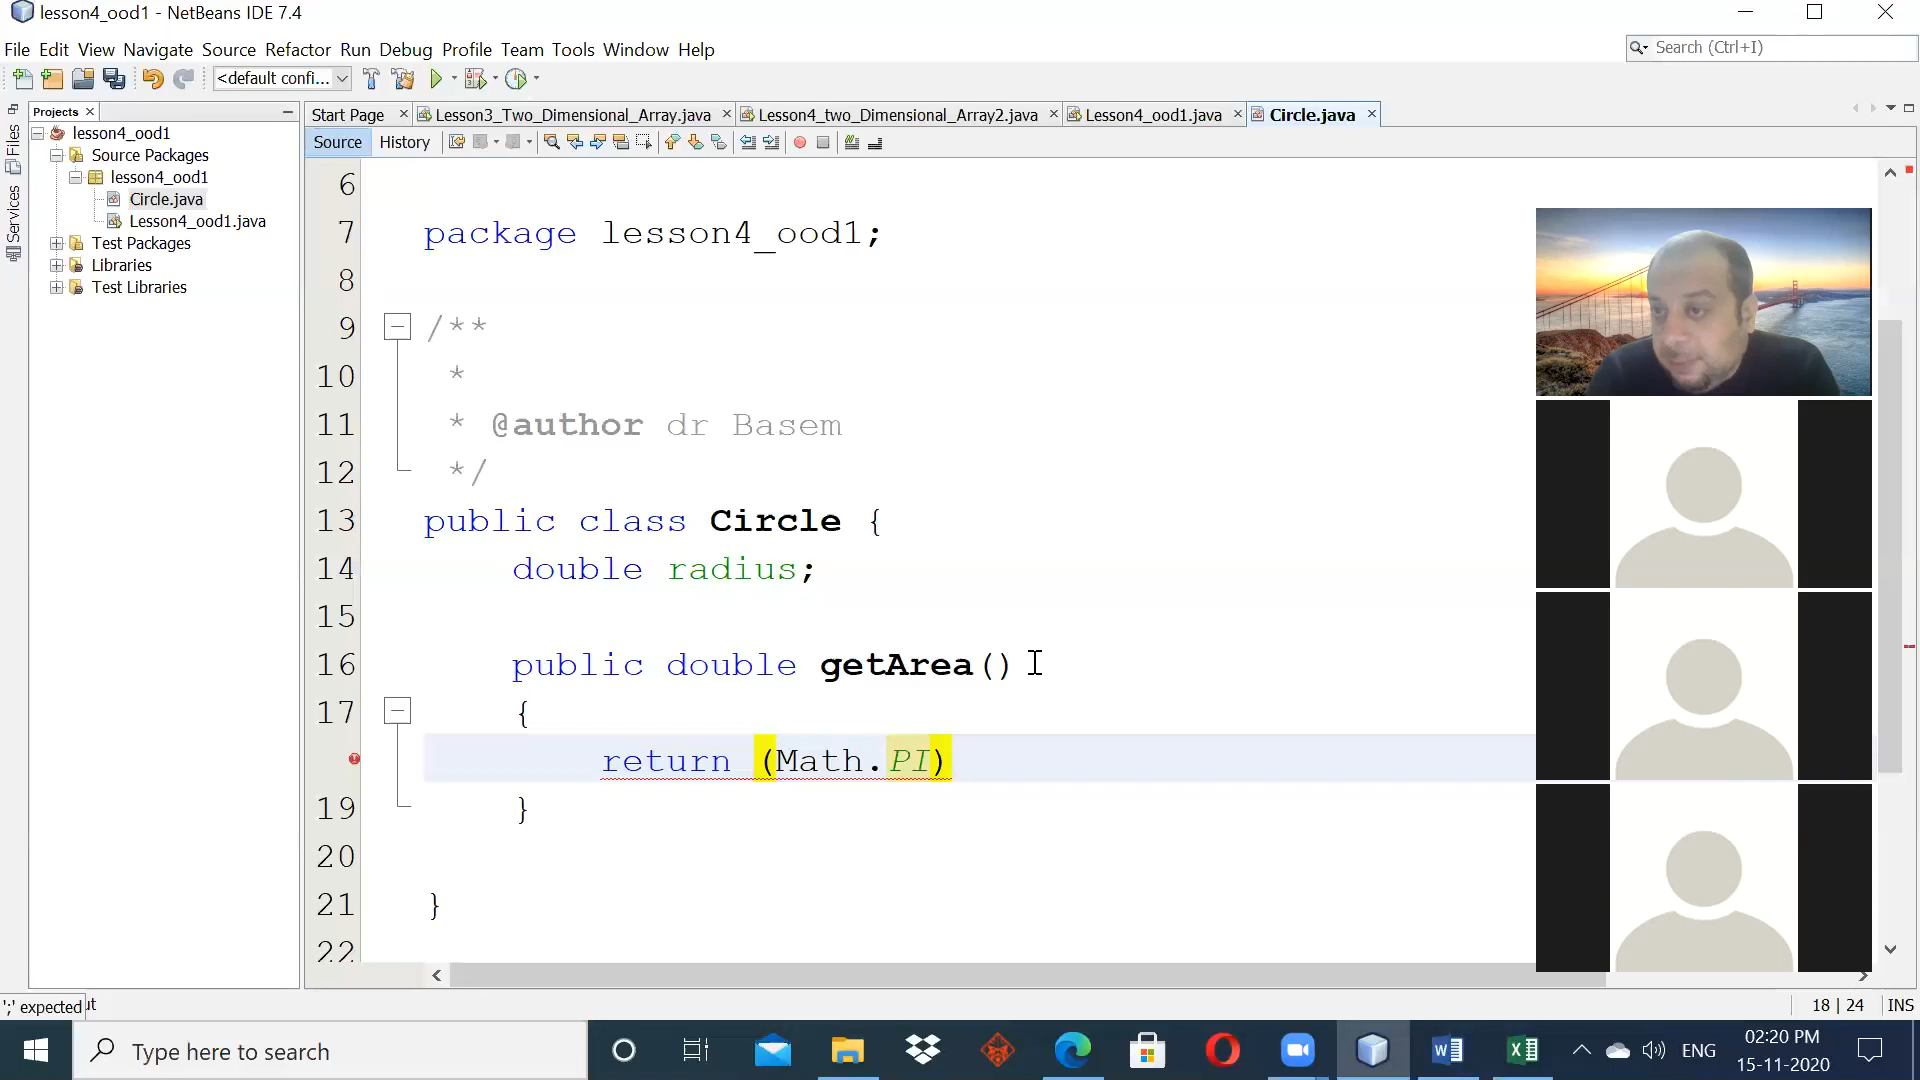 lesson4_ood1 - NetBeans IDE 7.4
File Edit View Navigate Source Refactor Run Debug Profile Team Tools Window Help
Search (Ctrl+I)
<default confi...
Projects
Start Page
Lesson3_Two_Dimensional_Array.java
Lesson4_two_Dimensional_Array2.java
Lesson4_ood1.java
Circle.java
Files
Services
lesson4_ood1
Source Packages
lesson4_ood1
Circle.java
Lesson4_ood1.java
Test Packages
Libraries
Test Libraries
Source History
6
7 package lesson4_ood1;
8
9 /**
10 *
11 * @author dr Basem
12 */
13 public class Circle {
14 double radius;
15
16 public double getArea()
17 {
return (Math.PI)
19 }
20
21 }
22
';' expected ut
18 | 24 INS
Type here to search
ENG
02:20 PM
15-11-2020